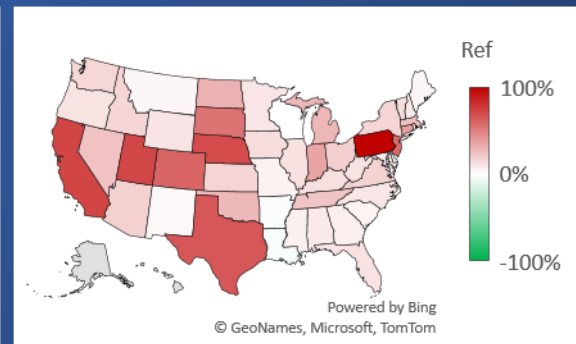 Ref
100%
0%
-100%
Powered by Bing
© GeoNames, Microsoft, TomTom